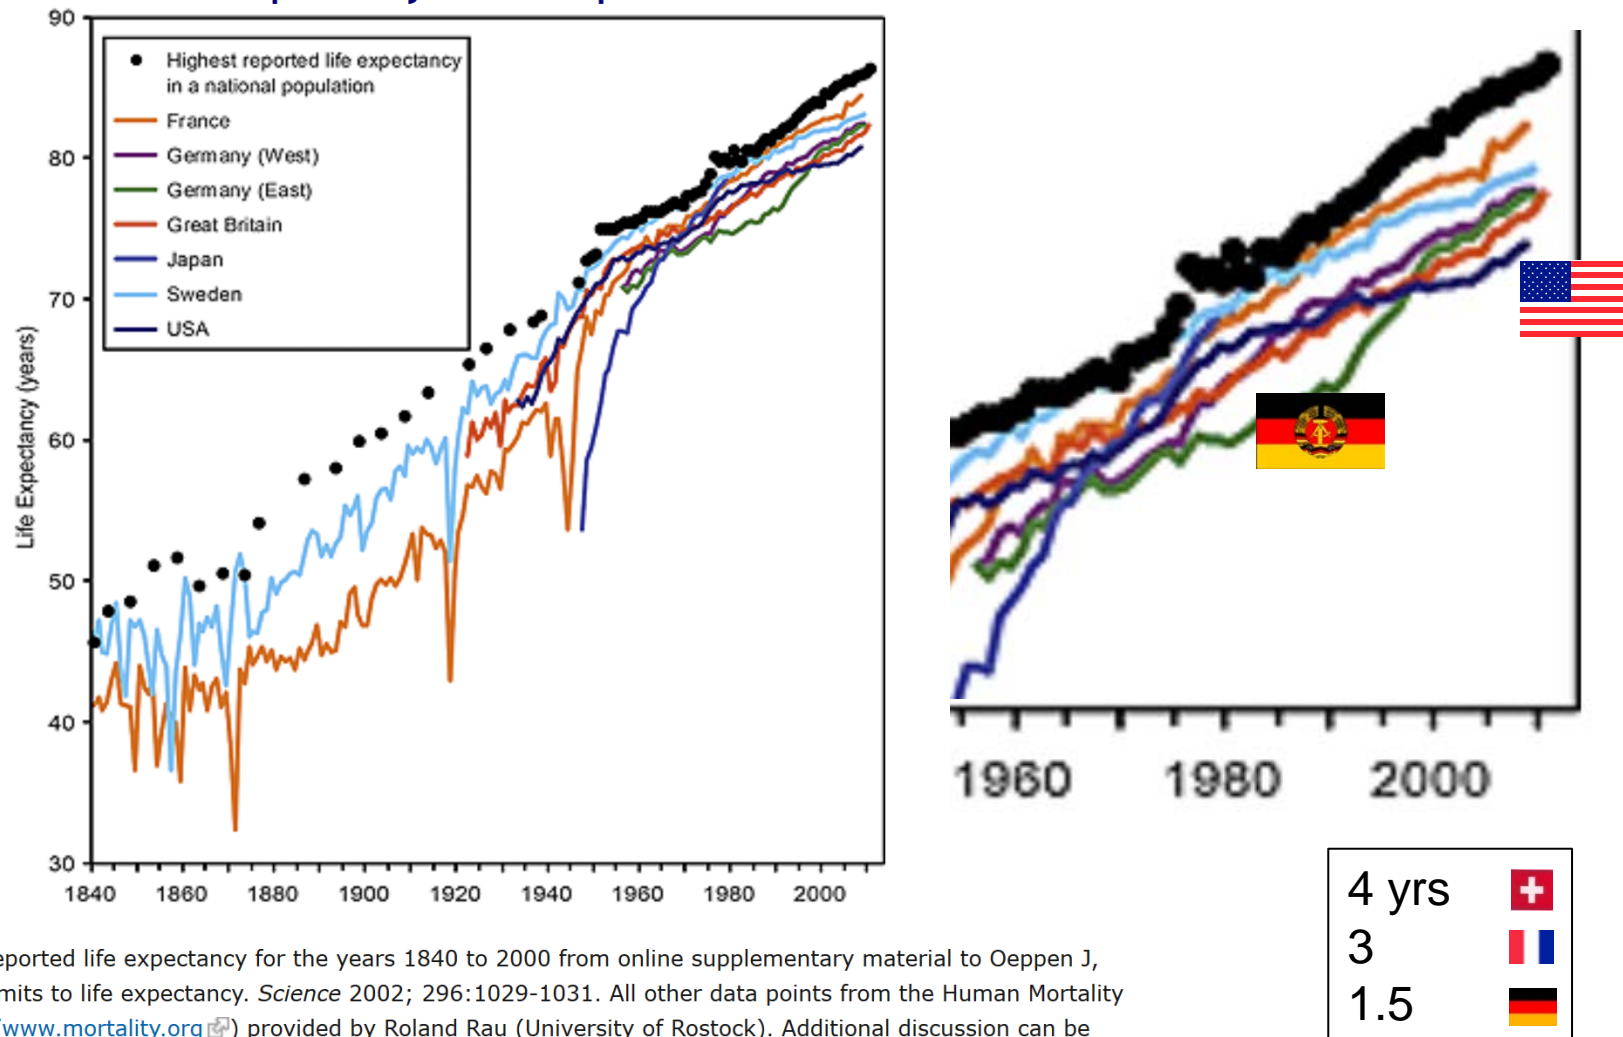 90
80
70
60
50
40
30
Life Expectancy (years)
Highest reported life expectancy
in a national population
France
Germany (West)
Germany (East)
Great Britain
Japan
Sweden
USA
1840 1860 1880 1900 1920 1940 1960 1980 2000
1960 1980 2000
4 yrs
3
1.5
eported life expectancy for the years 1840 to 2000 from online supplementary material to Oeppen J,
mits to life expectancy. Science 2002; 296:1029-1031. All other data points from the Human Mortality
/www.mortality.org) provided by Roland Rau (University of Rostock). Additional discussion can be